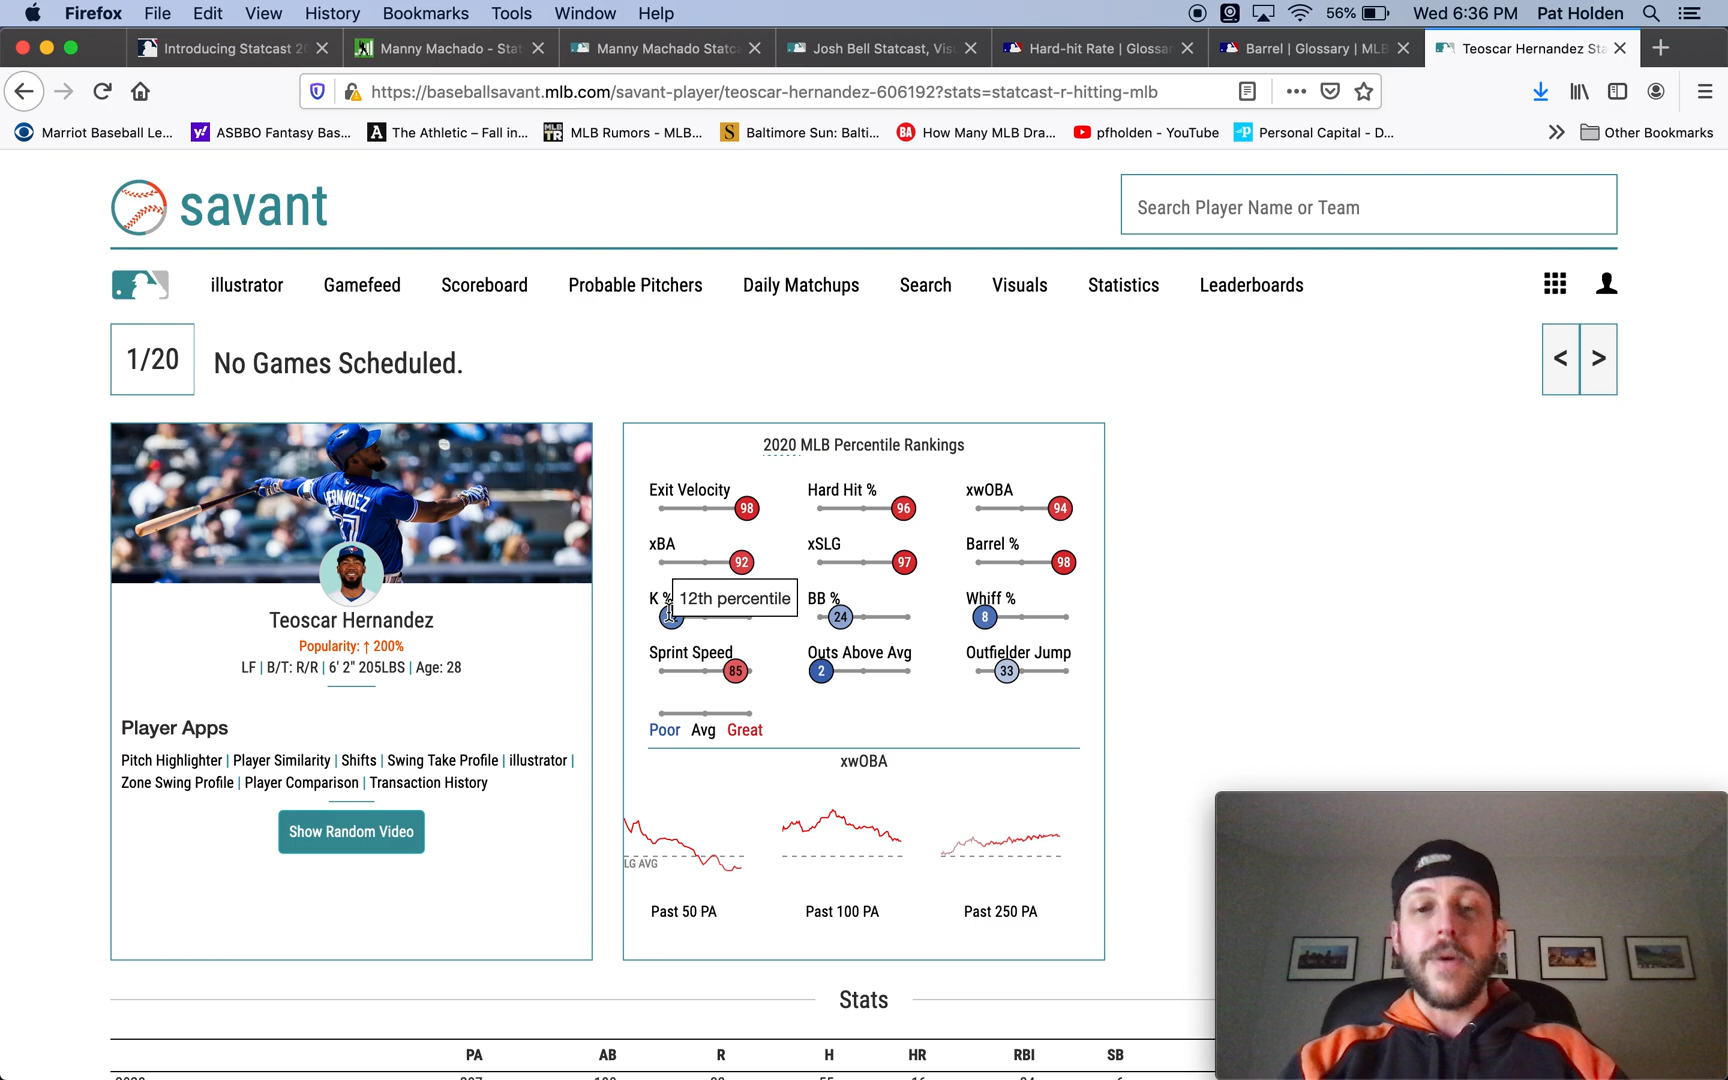 Firefox File Edit View History Bookmarks Tools Window Help 56% Wed 6:36 PM Pat Holden
Introducing Statcast 20 Manny Machado - Stat Manny Machado Statca Josh Bell Statcast, Visu Hard-hit Rate | Glossar Barrel | Glossary | MLB Teoscar Hernandez Sta
https://baseballsavant.mlb.com/savant-player/teoscar-hernandez-606192?stats=statcast-r-hitting-mlb
Marriot Baseball Le... ASBBO Fantasy Bas... The Athletic – Fall in... MLB Rumors - MLB... Baltimore Sun: Balti... How Many MLB Dra... pfholden - YouTube Personal Capital - D... Other Bookmarks
savant
Search Player Name or Team
illustrator Gamefeed Scoreboard Probable Pitchers Daily Matchups Search Visuals Statistics Leaderboards
1/20 No Games Scheduled. < >
HERNANDEZ
37
Teoscar Hernandez
Popularity: ↑ 200%
LF | B/T: R/R | 6' 2" 205LBS | Age: 28
Player Apps
Pitch Highlighter | Player Similarity | Shifts | Swing Take Profile | illustrator |
Zone Swing Profile | Player Comparison | Transaction History
Show Random Video
2020 MLB Percentile Rankings
Exit Velocity Hard Hit % xwOBA
98 96 94
xBA xSLG Barrel %
92 97 98
K % 12th percentile BB % Whiff %
24 8
Sprint Speed Outs Above Avg Outfielder Jump
85 2 33
Poor Avg Great
xwOBA
LG AVG
Past 50 PA Past 100 PA Past 250 PA
Stats
PA AB R H HR RBI SB